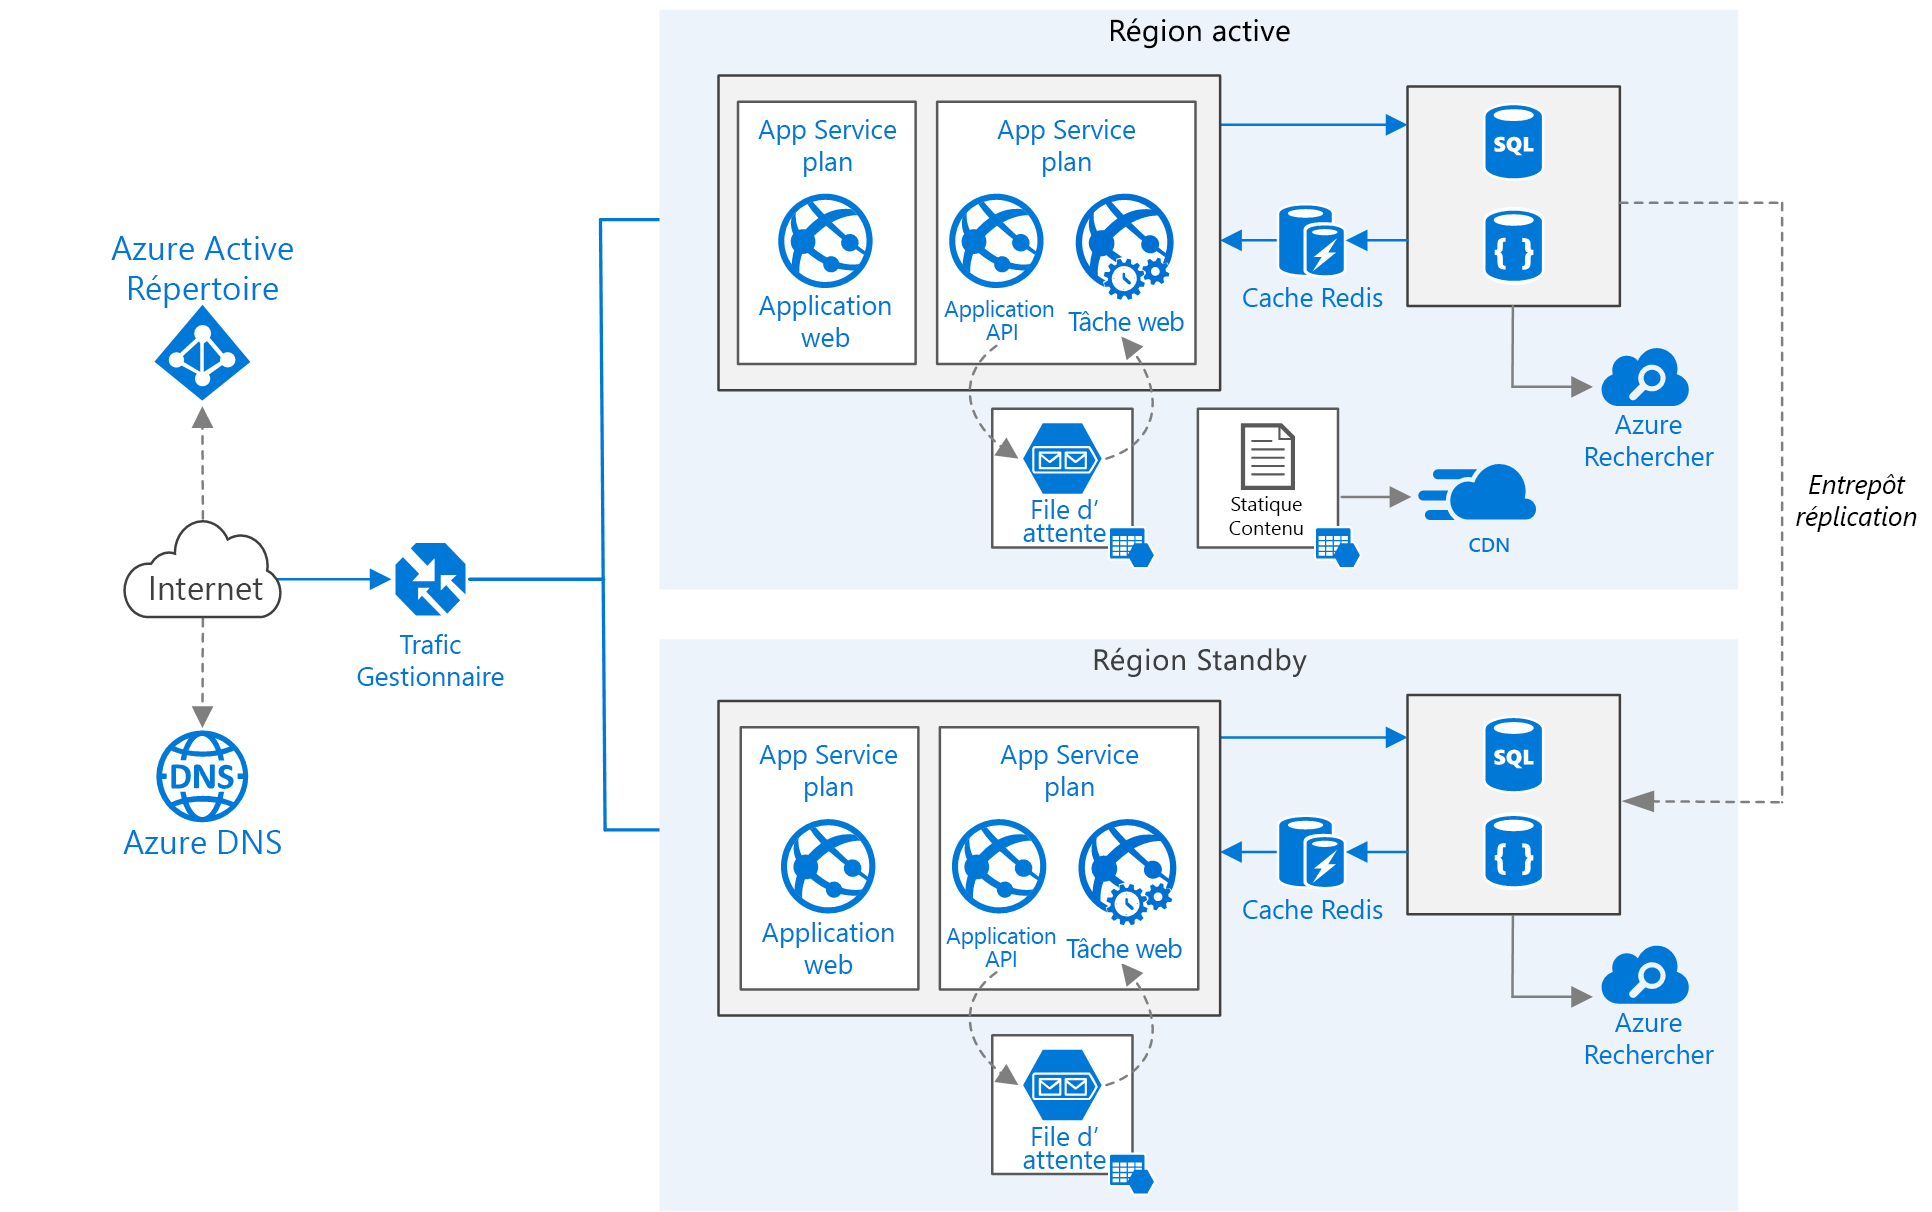 Région active
App Service
plan
Application
web
App Service
plan
Application
API
Tâche web
SQL
{ }
Cache Redis
Azure
Rechercher
File d’
attente
Statique
Contenu
CDN
Entrepôt
réplication
Azure Active
Répertoire
Internet
Trafic
Gestionnaire
DNS
Azure DNS
Région Standby
App Service
plan
Application
web
App Service
plan
Application
API
Tâche web
SQL
{ }
Cache Redis
Azure
Rechercher
File d’
attente